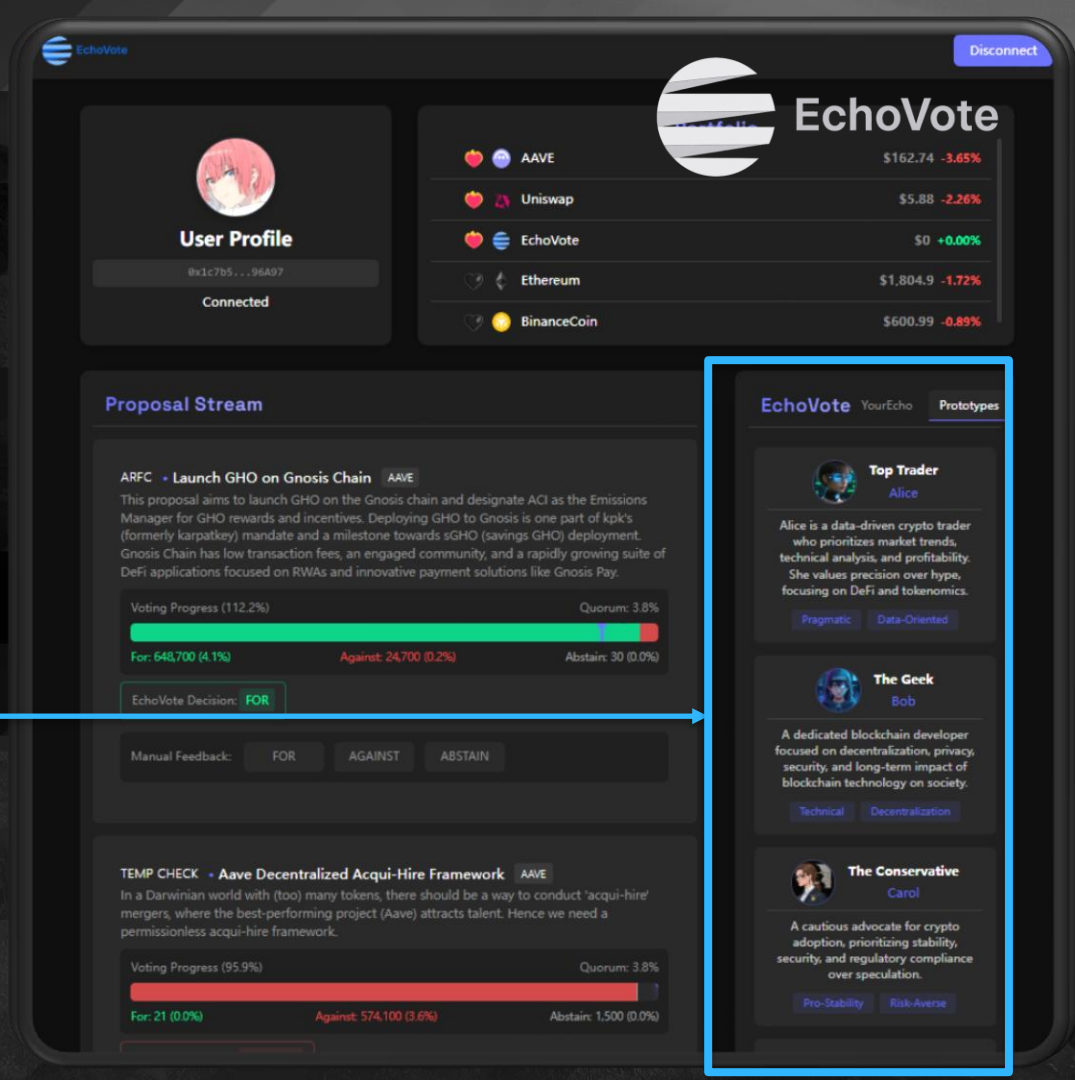 EchoVote
Disconnect
EchoVote
User Profile
0x1c7b5...96A97
Connected
AAVE $162.74 -3.65%
Uniswap $5.88 -2.26%
EchoVote $0 +0.00%
Ethereum $1,804.9 -1.72%
BinanceCoin $600.99 -0.89%
Proposal Stream
ARFC • Launch GHO on Gnosis Chain AAVE
This proposal aims to launch GHO on the Gnosis chain and designate ACI as the Emissions
Manager for GHO rewards and incentives. Deploying GHO to Gnosis is one part of kpk's
(formerly karpatkey) mandate and a milestone towards sGHO (savings GHO) deployment.
Gnosis Chain has low transaction fees, an engaged community, and a rapidly growing suite of
DeFi applications focused on RWAs and innovative payment solutions like Gnosis Pay.
Voting Progress (112.2%) Quorum: 3.8%
For: 648,700 (4.1%) Against: 24,700 (0.2%) Abstain: 30 (0.0%)
EchoVote Decision: FOR
Manual Feedback: FOR AGAINST ABSTAIN
TEMP CHECK • Aave Decentralized Acqui-Hire Framework AAVE
In a Darwinian world with (too) many tokens, there should be a way to conduct 'acqui-hire'
mergers, where the best-performing project (Aave) attracts talent. Hence we need a
permissionless acqui-hire framework.
Voting Progress (95.9%) Quorum: 3.8%
For: 21 (0.0%) Against: 574,100 (3.6%) Abstain: 1,500 (0.0%)
EchoVote YourEcho Prototypes
Top Trader
Alice
Alice is a data-driven crypto trader
who prioritizes market trends,
technical analysis, and profitability.
She values precision over hype,
focusing on DeFi and tokenomics.
Pragmatic Data-Oriented
The Geek
Bob
A dedicated blockchain developer
focused on decentralization, privacy,
security, and long-term impact of
blockchain technology on society.
Technical Decentralization
The Conservative
Carol
A cautious advocate for crypto
adoption, prioritizing stability,
security, and regulatory compliance
over speculation.
Pro-Stability Risk-Averse